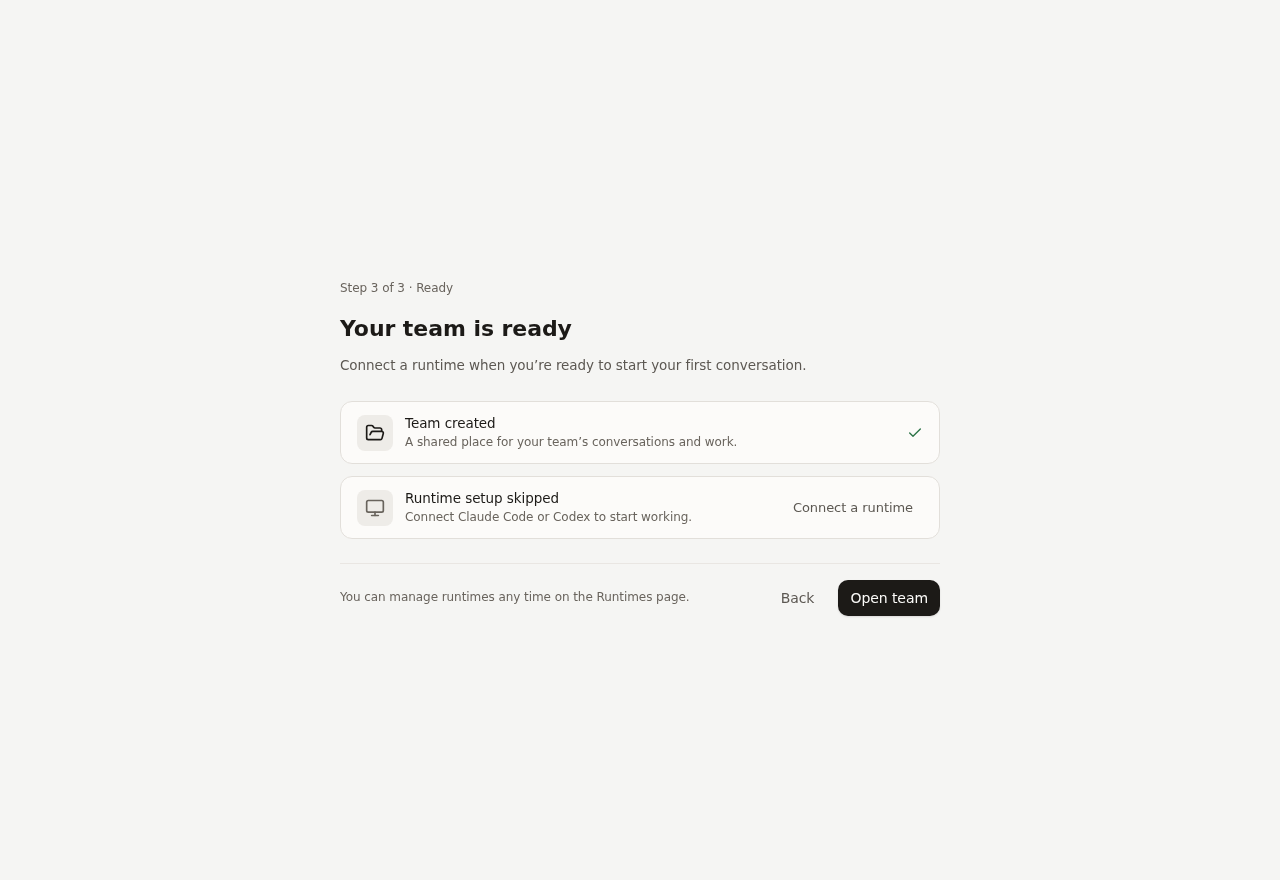 Step 3 of 3 · Ready
Your team is ready
Connect a runtime when you’re ready to start your first conversation.
Team created
A shared place for your team’s conversations and work.
Runtime setup skipped
Connect Claude Code or Codex to start working.
Connect a runtime
You can manage runtimes any time on the Runtimes page.
Back
Open team